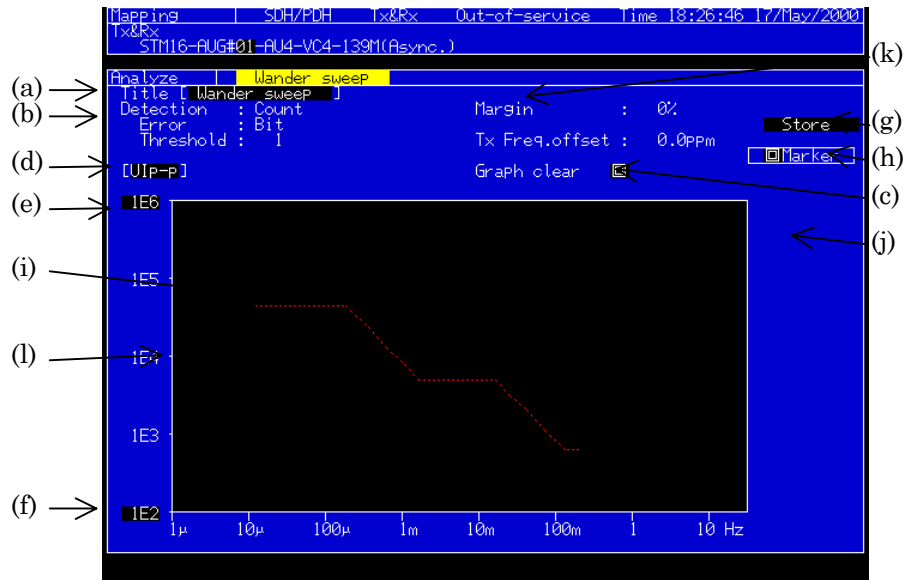 Mapping | SDH/PDH Tx&Rx Out-of-service Time 18:26:46 17/May/2000
Tx&Rx
STM16-AUG#01-AU4-VC4-139M(Async.)
(k)
Analyze | Wander sweep
(a) Title [ Wander sweep ]
(b) Detection : Count Margin : 0%
Error : Bit Store (g)
Threshold : 1 Tx Freq.offset : 0.0ppm
Marker (h)
(d) [UIp-p] Graph clear (c)
(e) 1E6
(j)
(i) 1E5
(l) 1E4
1E3
(f) 1E2
1μ 10μ 100μ 1m 10m 100m 1 10 Hz